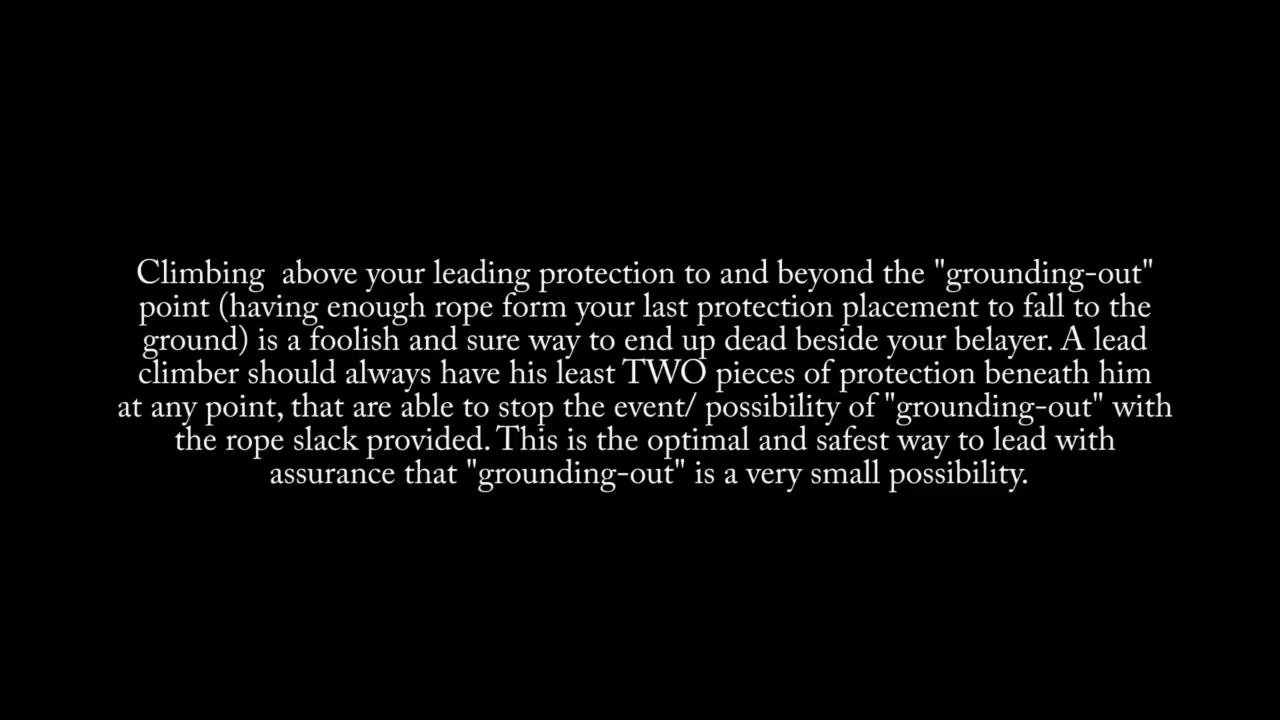 Climbing  above your leading protection to and beyond the "grounding-out"
point (having enough rope form your last protection placement to fall to the
ground) is a foolish and sure way to end up dead beside your belayer. A lead
climber should always have his least TWO pieces of protection beneath him
at any point, that are able to stop the event/ possibility of "grounding-out" with
the rope slack provided. This is the optimal and safest way to lead with
assurance that "grounding-out" is a very small possibility.